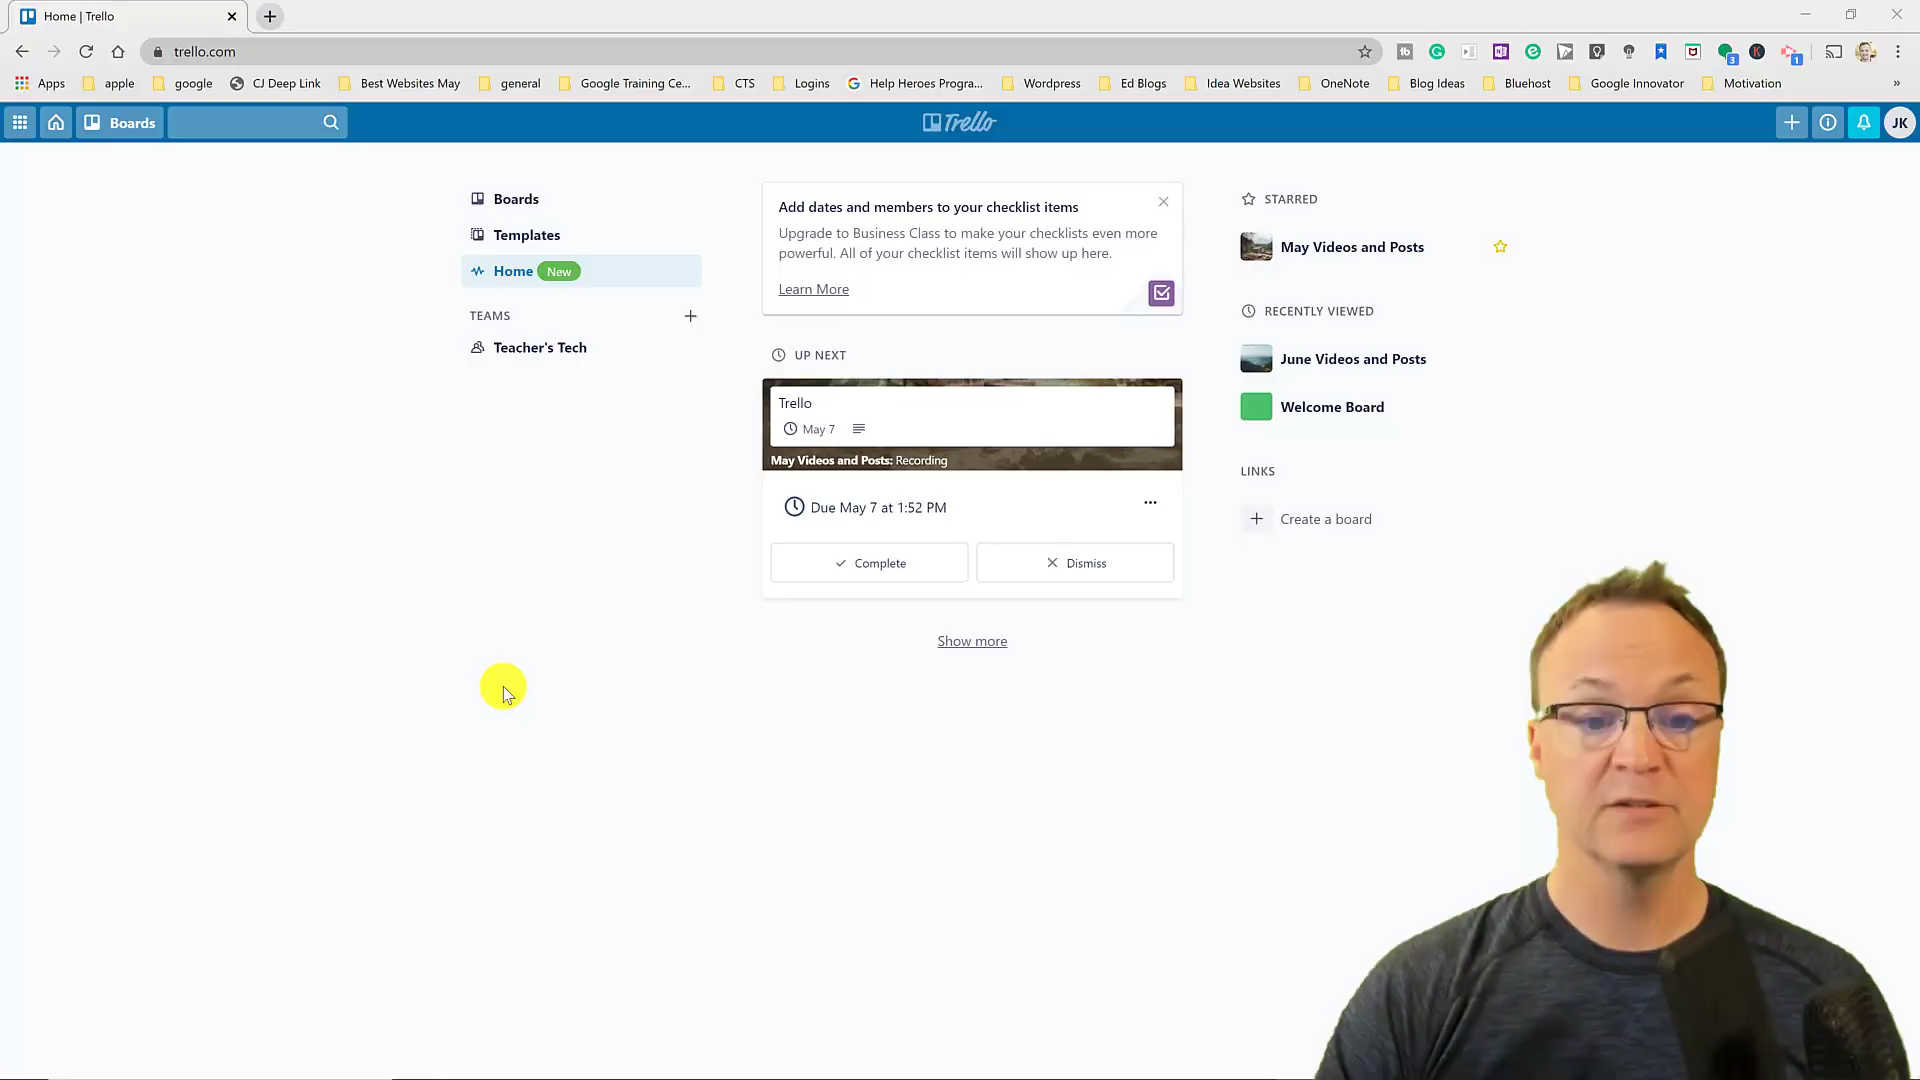 Home | Trello
trello.com
Apps apple google CJ Deep Link Best Websites May general Google Training Ce... CTS Logins Help Heroes Progra... Wordpress Ed Blogs Idea Websites OneNote Blog Ideas Bluehost Google Innovator Motivation »
Boards
Trello
JK
Boards
Templates
Home New
TEAMS
Teacher's Tech
Add dates and members to your checklist items
Upgrade to Business Class to make your checklists even more
powerful. All of your checklist items will show up here.
Learn More
UP NEXT
Trello
May 7
May Videos and Posts: Recording
Due May 7 at 1:52 PM
Complete
Dismiss
Show more
STARRED
May Videos and Posts
RECENTLY VIEWED
June Videos and Posts
Welcome Board
LINKS
Create a board